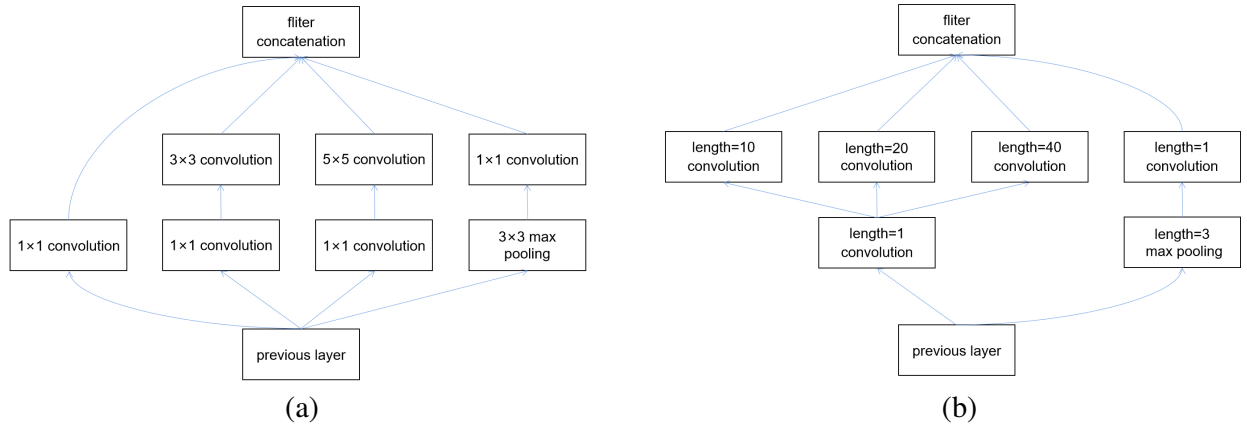 fliter
concatenation
3×3 convolution
5×5 convolution
1×1 convolution
1×1 convolution
1×1 convolution
1×1 convolution
3×3 max
pooling
previous layer
(a)
fliter
concatenation
length=10
convolution
length=20
convolution
length=40
convolution
length=1
convolution
length=1
convolution
length=3
max pooling
previous layer
(b)